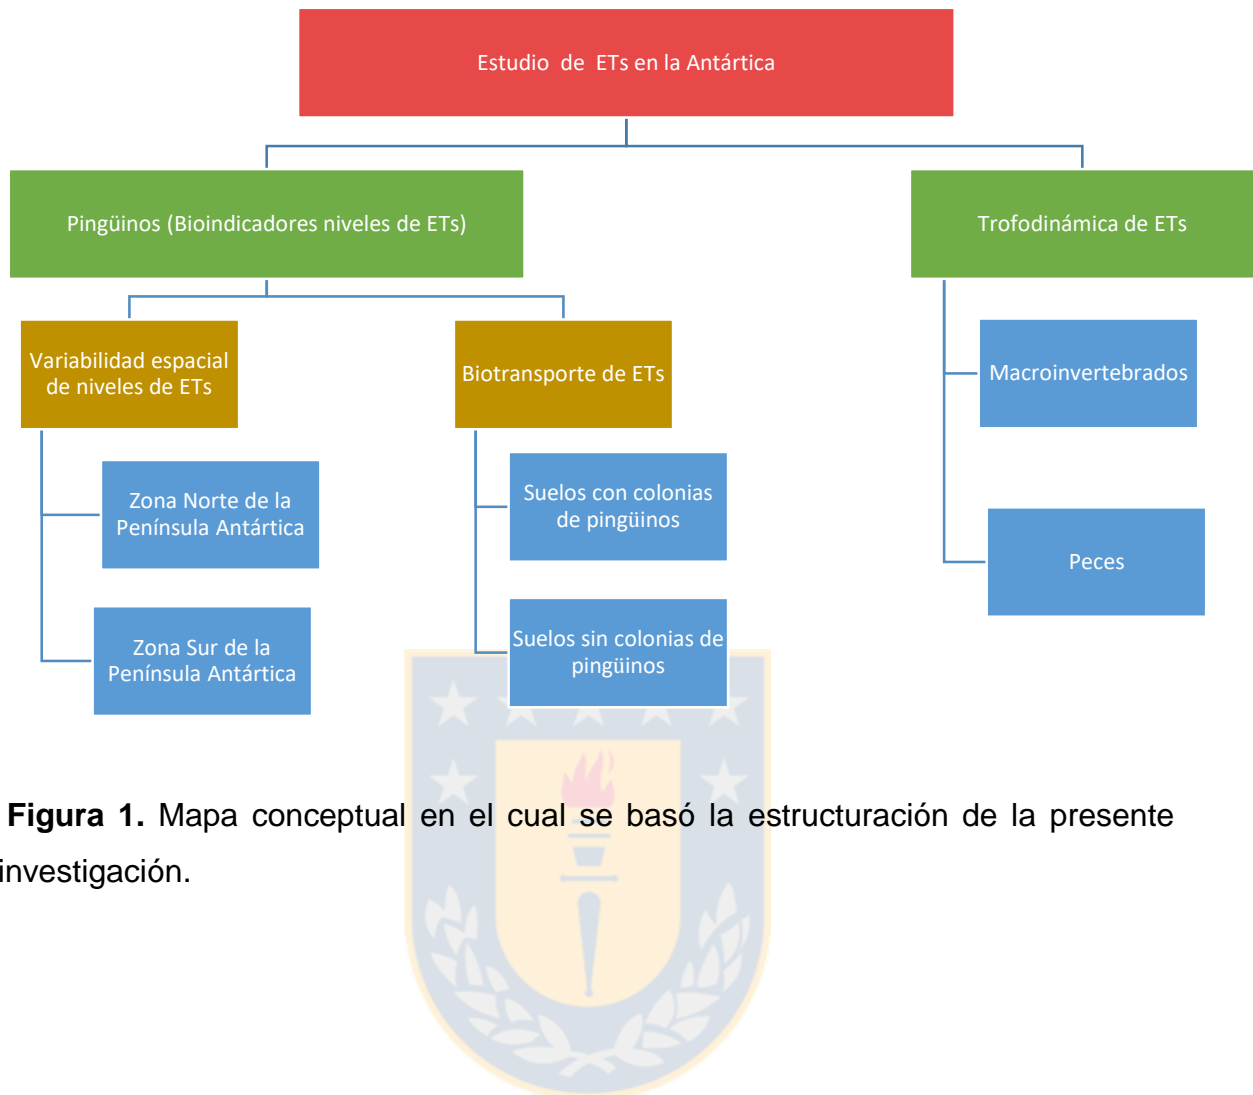 Estudio de ETs en la Antártica
Pingüinos (Bioindicadores niveles de ETs)
Trofodinámica de ETs
Variabilidad espacial
de niveles de ETs
Biotransporte de ETs
Macroinvertebrados
Zona Norte de la
Península Antártica
Suelos con colonias
de pingüinos
Peces
Zona Sur de la
Península Antártica
Suelos sin colonias de
pingüinos
Figura 1. Mapa conceptual en el cual se basó la estructuración de la presente
investigación.